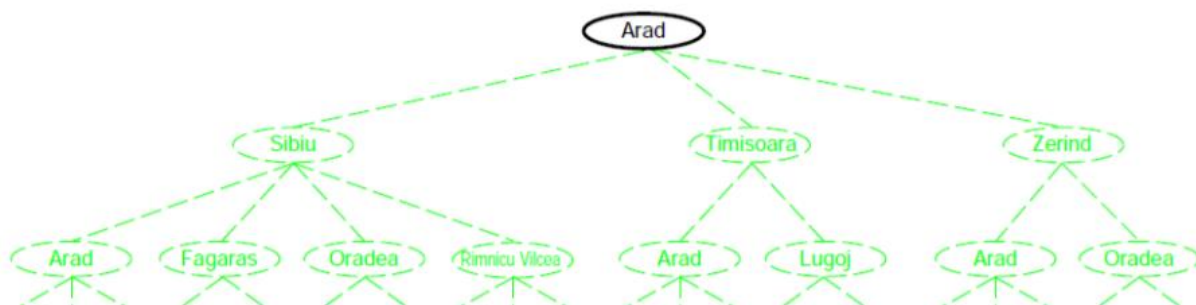 Arad
Sibiu Timisoara Zerind
Arad Fagaras Oradea Rimnicu Vilcea Arad Lugoj Arad Oradea